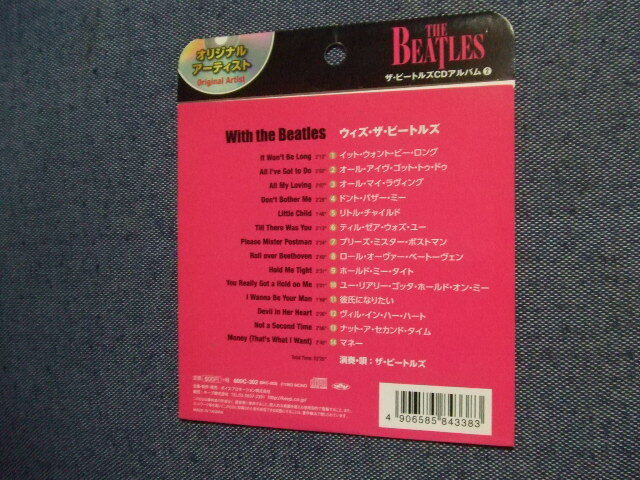 オリジナル
アーティスト
Original Artist
THE
BEATLES
ザ・ビートルズCDアルバム②
With the Beatles ウィズ・ザ・ビートルズ
It Won't Be Long 2'13" 1 イット・ウォント・ビー・ロング
All I've Got to Do 2 オール・アイヴ・ゴット・トゥ・ドゥ
All My Loving 3 オール・マイ・ラヴィング
Don't Bother Me 4 ドント・バザー・ミー
Little Child 5 リトル・チャイルド
Till There Was You 6 ティル・ゼア・ウォズ・ユー
Please Mister Postman 7 プリーズ・ミスター・ポストマン
Roll over Beethoven 8 ロール・オーヴァー・ベートーヴェン
Hold Me Tight 9 ホールド・ミー・タイト
You Really Got a Hold on Me 10 ユー・リアリー・ゴッタ・ホールド・オン・ミー
I Wanna Be Your Man 11 彼氏になりたい
Devil in Her Heart 12 デヴィル・イン・ハー・ハート
Not a Second Time 13 ナット・ア・セカンド・タイム
Money (That's What I Want) 14 マネー
Total Time: 演奏・唄：ザ・ビートルズ
MADE IN TAIWAN
4 906585 843383